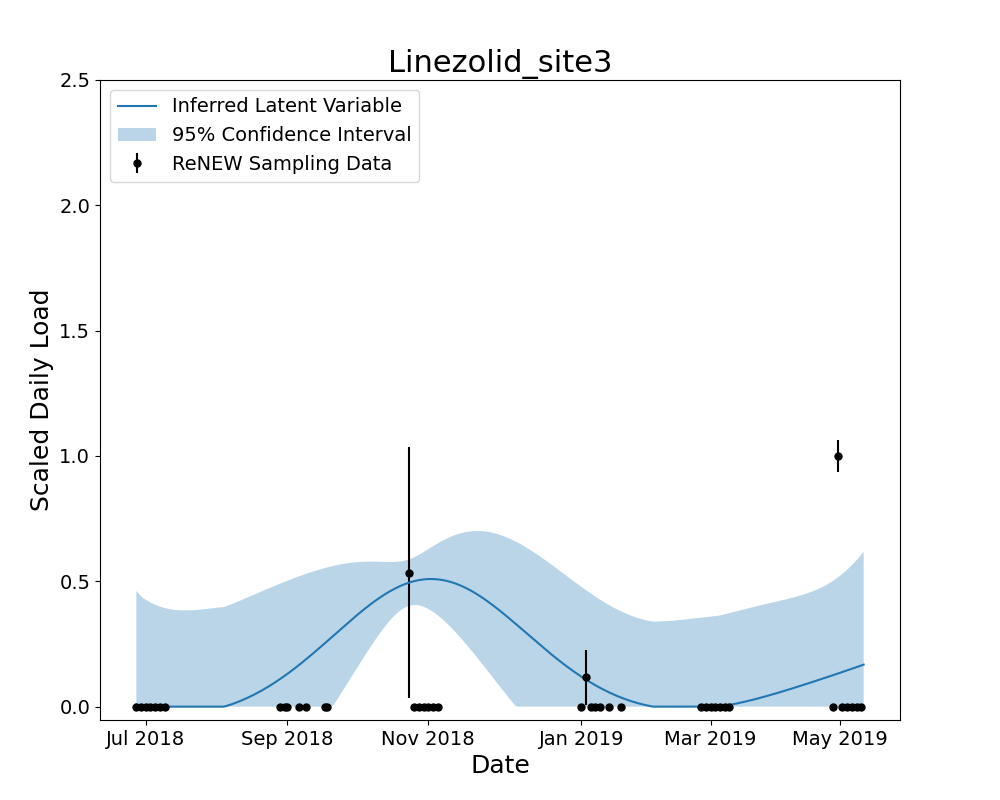 Linezolid_site3
2.5
Inferred Latent Variable
95% Confidence Interval
ReNEW Sampling Data
2.0
1.5
1.0
0.5
0.0
Scaled Daily Load
Jul 2018 Sep 2018 Nov 2018 Jan 2019 Mar 2019 May 2019
Date